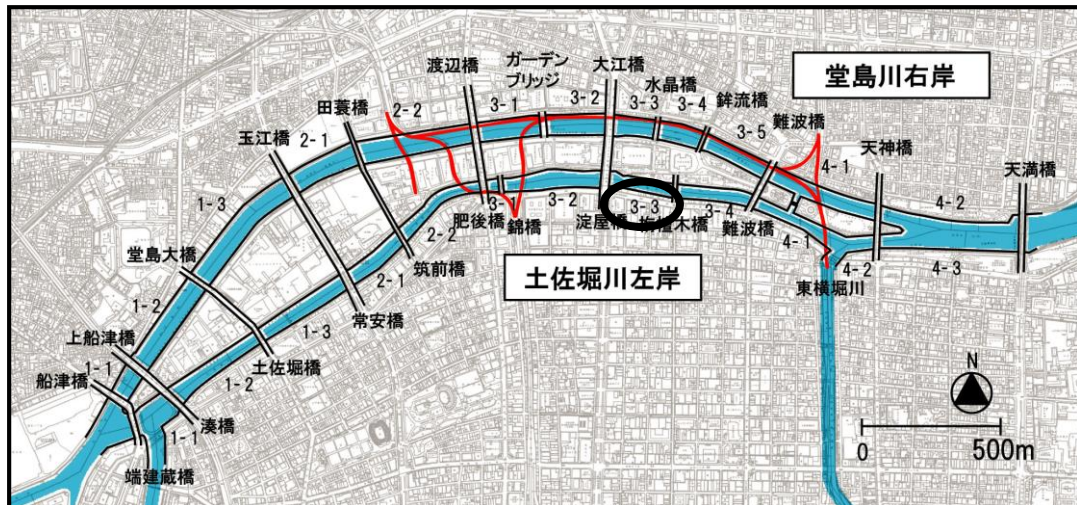 堂島川右岸
ガーデン
ブリッジ
大江橋
渡辺橋
水晶橋
鉾流橋
難波橋
田蓑橋
2-2
3-1
3-2
3-3
3-4
3-5
玉江橋
2-1
4-1
天神橋
天満橋
1-3
4-2
3-1
3-2
3-3
3-4
肥後橋
錦橋
淀屋橋
栴檀木橋
難波橋
4-1
2-2
堂島大橋
筑前橋
土佐堀川左岸
4-2
4-3
2-1
東横堀川
1-2
常安橋
1-3
上船津橋
土佐堀橋
1-1
船津橋
1-2
湊橋
1-1
端建蔵橋
N
0
500m